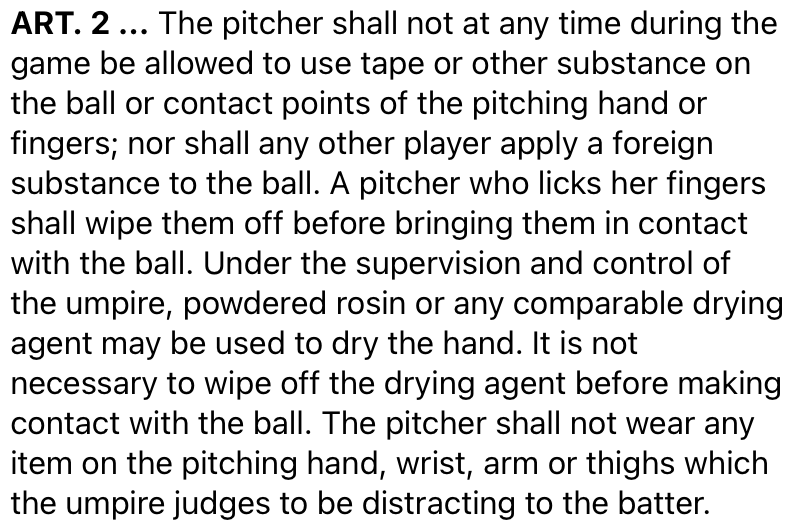 ART. 2 ... The pitcher shall not at any time during the
game be allowed to use tape or other substance on
the ball or contact points of the pitching hand or
fingers; nor shall any other player apply a foreign
substance to the ball. A pitcher who licks her fingers
shall wipe them off before bringing them in contact
with the ball. Under the supervision and control of
the umpire, powdered rosin or any comparable drying
agent may be used to dry the hand. It is not
necessary to wipe off the drying agent before making
contact with the ball. The pitcher shall not wear any
item on the pitching hand, wrist, arm or thighs which
the umpire judges to be distracting to the batter.